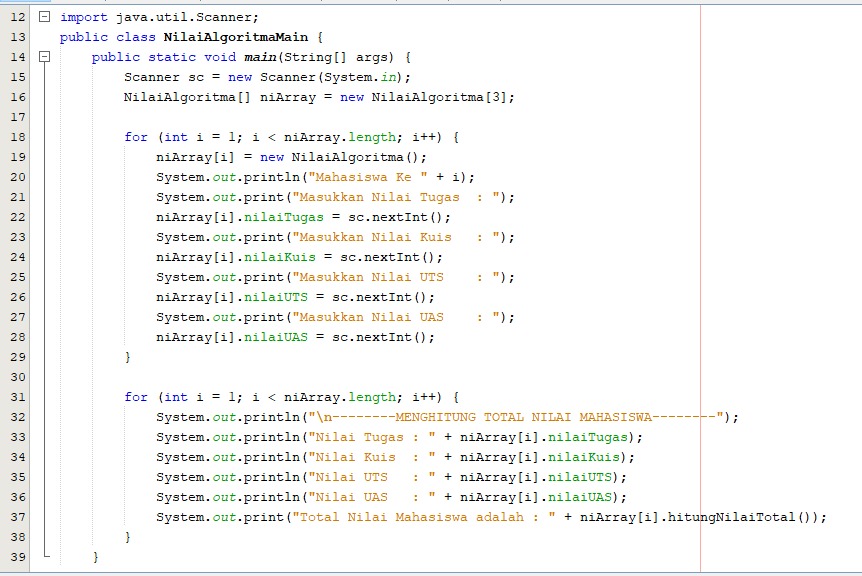 12 import java.util.Scanner;
13 public class NilaiAlgoritmaMain {
14     public static void main(String[] args) {
15         Scanner sc = new Scanner(System.in);
16         NilaiAlgoritma[] niArray = new NilaiAlgoritma[3];
17
18         for (int i = 1; i < niArray.length; i++) {
19             niArray[i] = new NilaiAlgoritma();
20             System.out.println("Mahasiswa Ke " + i);
21             System.out.print("Masukkan Nilai Tugas  : ");
22             niArray[i].nilaiTugas = sc.nextInt();
23             System.out.print("Masukkan Nilai Kuis   : ");
24             niArray[i].nilaiKuis = sc.nextInt();
25             System.out.print("Masukkan Nilai UTS    : ");
26             niArray[i].nilaiUTS = sc.nextInt();
27             System.out.print("Masukkan Nilai UAS    : ");
28             niArray[i].nilaiUAS = sc.nextInt();
29         }
30
31         for (int i = 1; i < niArray.length; i++) {
32             System.out.println("\n--------MENGHITUNG TOTAL NILAI MAHASISWA--------");
33             System.out.println("Nilai Tugas : " + niArray[i].nilaiTugas);
34             System.out.println("Nilai Kuis  : " + niArray[i].nilaiKuis);
35             System.out.println("Nilai UTS   : " + niArray[i].nilaiUTS);
36             System.out.println("Nilai UAS   : " + niArray[i].nilaiUAS);
37             System.out.print("Total Nilai Mahasiswa adalah : " + niArray[i].hitungNilaiTotal());
38         }
39     }